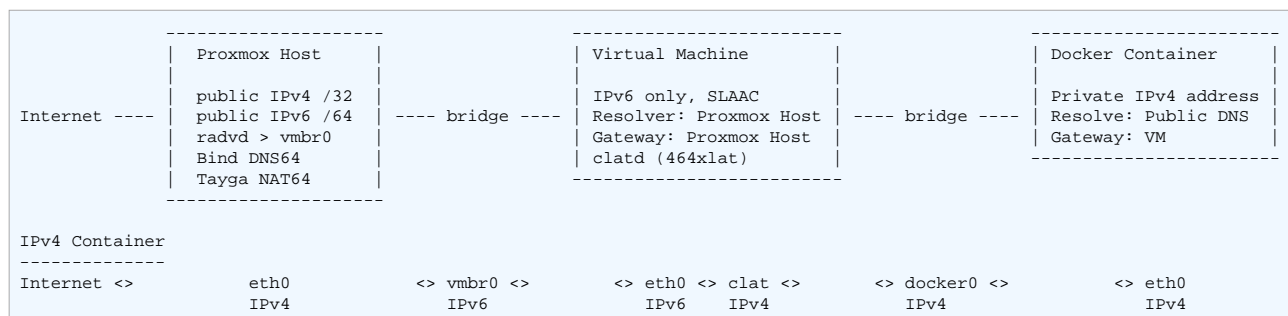 --------------------- -------------------------- ------------------------
| Proxmox Host | | Virtual Machine | | Docker Container |
| | | | | |
| public IPv4 /32 | | IPv6 only, SLAAC | | Private IPv4 address |
Internet ---- | public IPv6 /64 | ---- bridge ---- | Resolver: Proxmox Host | ---- bridge ---- | Resolve: Public DNS |
| radvd > vmbr0 | | Gateway: Proxmox Host | | Gateway: VM |
| Bind DNS64 | | clatd (464xlat) | ------------------------
| Tayga NAT64 | --------------------------
---------------------
IPv4 Container
--------------
Internet <> eth0 <> vmbr0 <> <> eth0 <> clat <> <> docker0 <> <> eth0
IPv4 IPv6 IPv6 IPv4 IPv4 IPv4